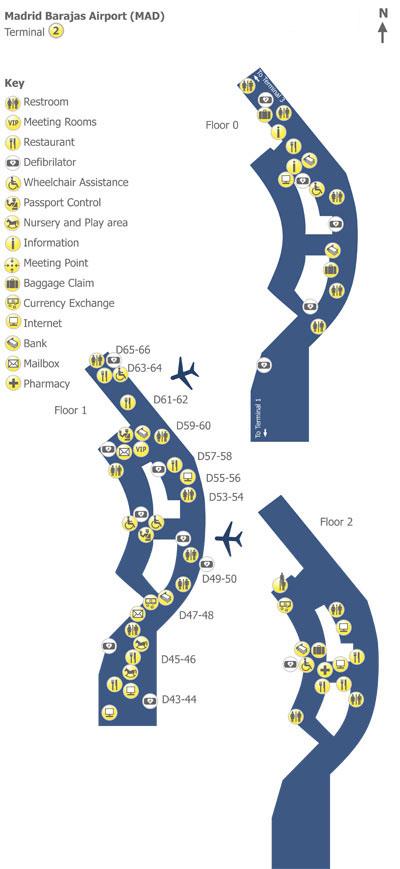 Madrid Barajas Airport (MAD)
Terminal 2
N
Key
Restroom
VIP Meeting Rooms
Restaurant
Defibrilator
Wheelchair Assistance
Passport Control
Nursery and Play area
i Information
Meeting Point
Baggage Claim
Currency Exchange
Internet
Bank
Mailbox
Pharmacy
To Terminal 3
Floor 0
i
i
To Terminal 1
Floor 1
D65-66
D63-64
D61-62
D59-60
VIP
D57-58
D55-56
D53-54
D49-50
D47-48
D45-46
D43-44
Floor 2